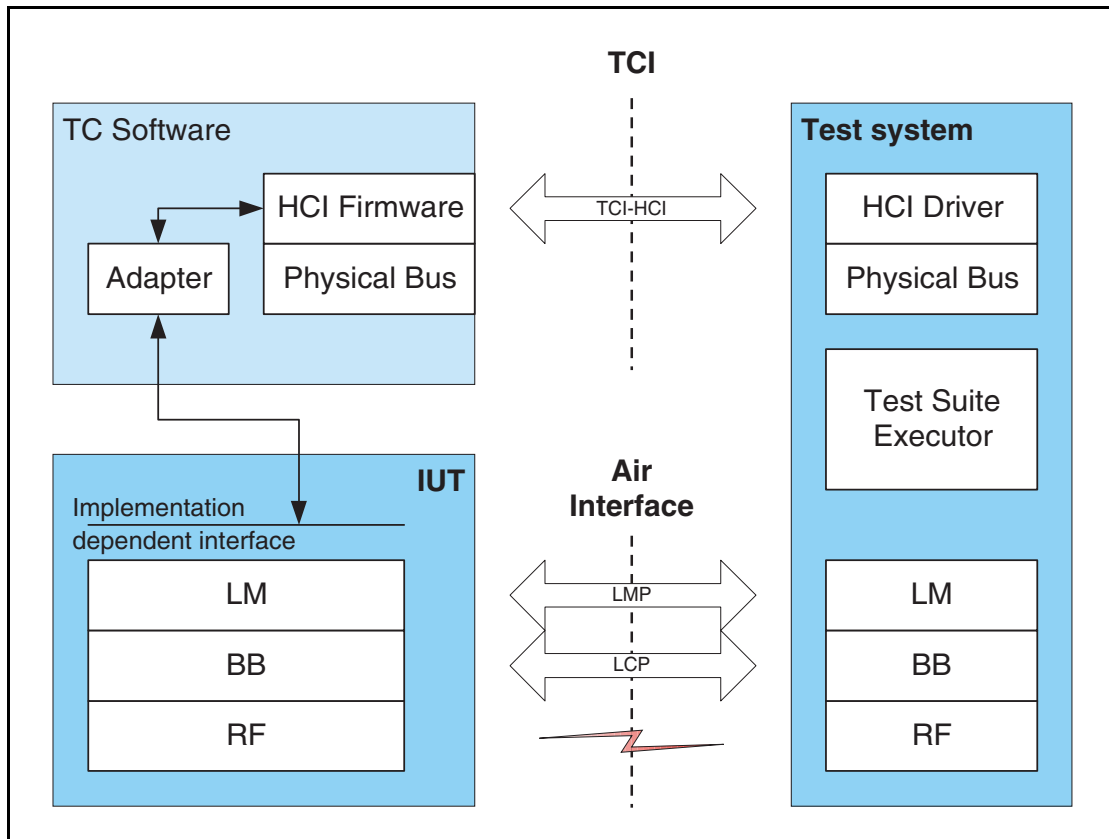 TCI
TC Software
HCI Firmware
Adapter
Physical Bus
TCI-HCI
Test system
HCI Driver
Physical Bus
Test Suite
Executor
IUT
Implementation
dependent interface
LM
BB
RF
Air
Interface
LMP
LCP
LM
BB
RF